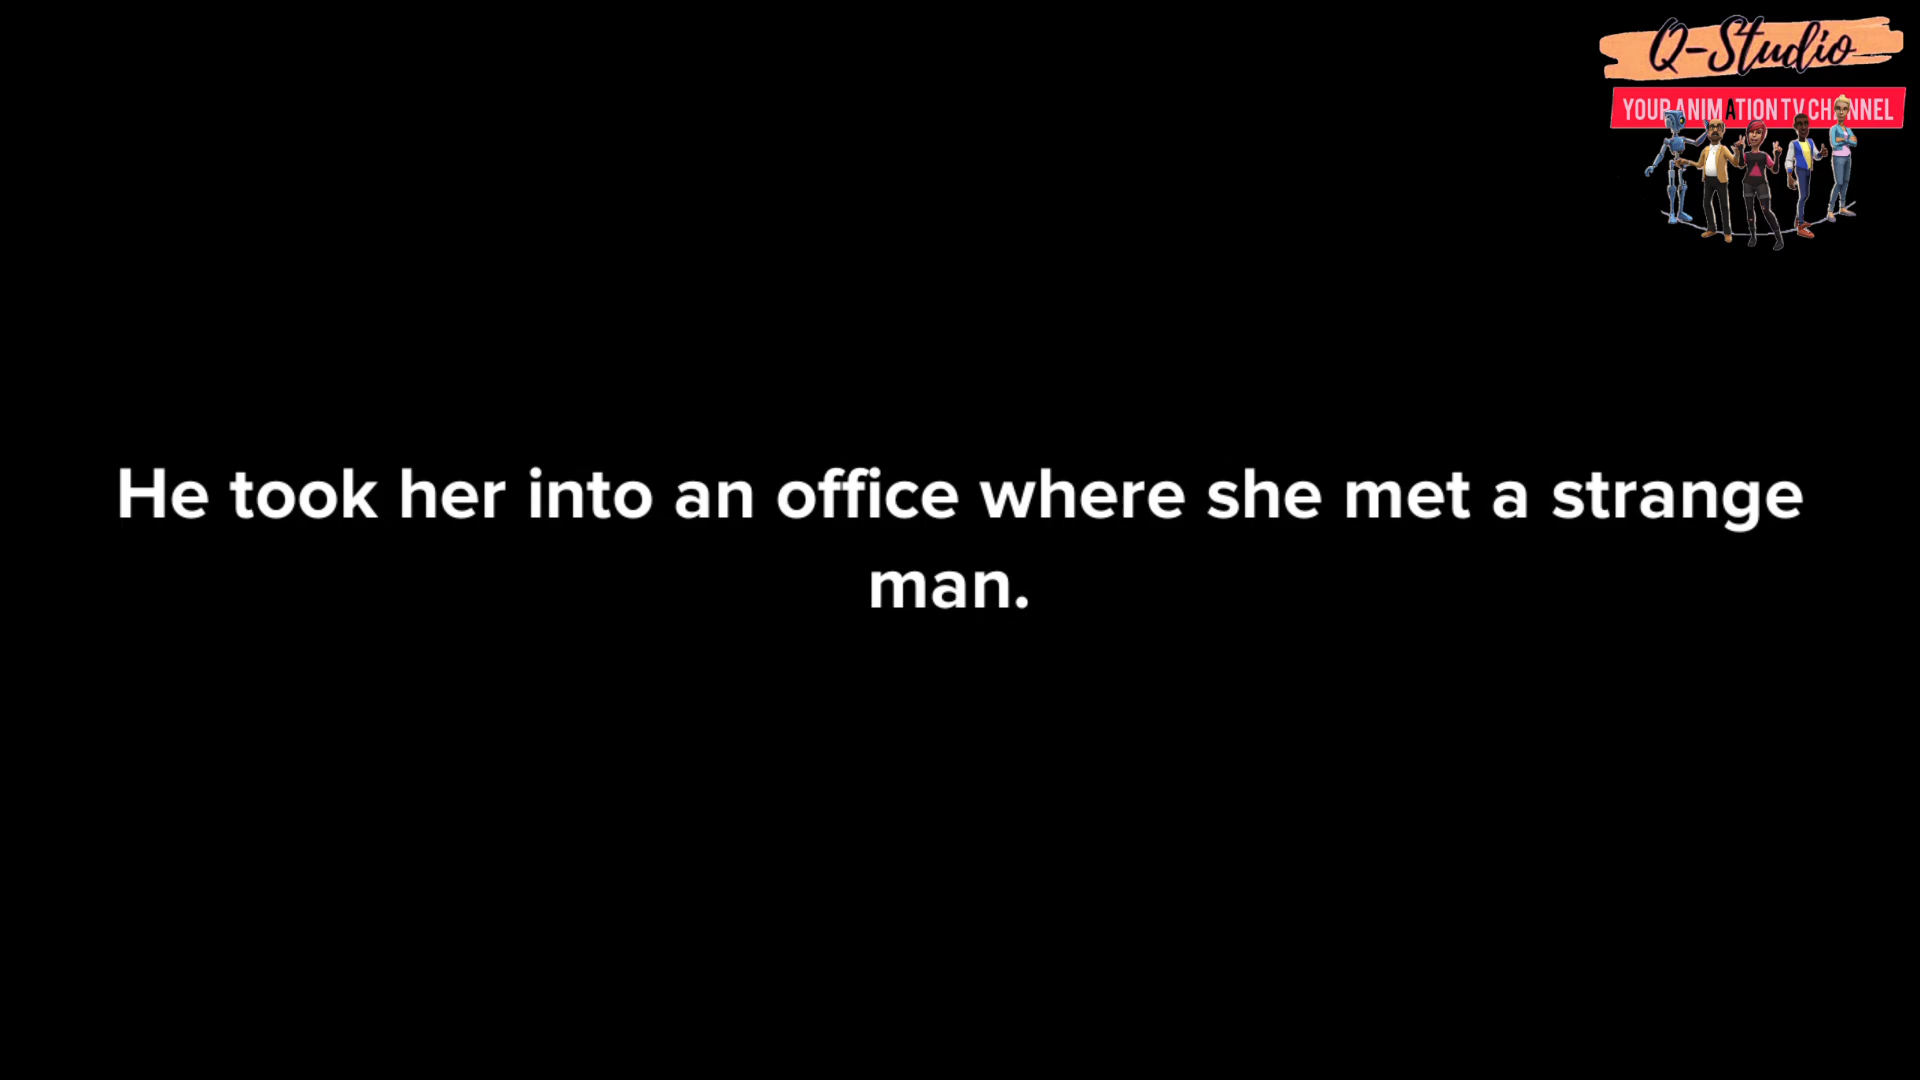 Q-Studio
YOUR ANIMATION TV CHANNEL
He took her into an office where she met a strange
man.